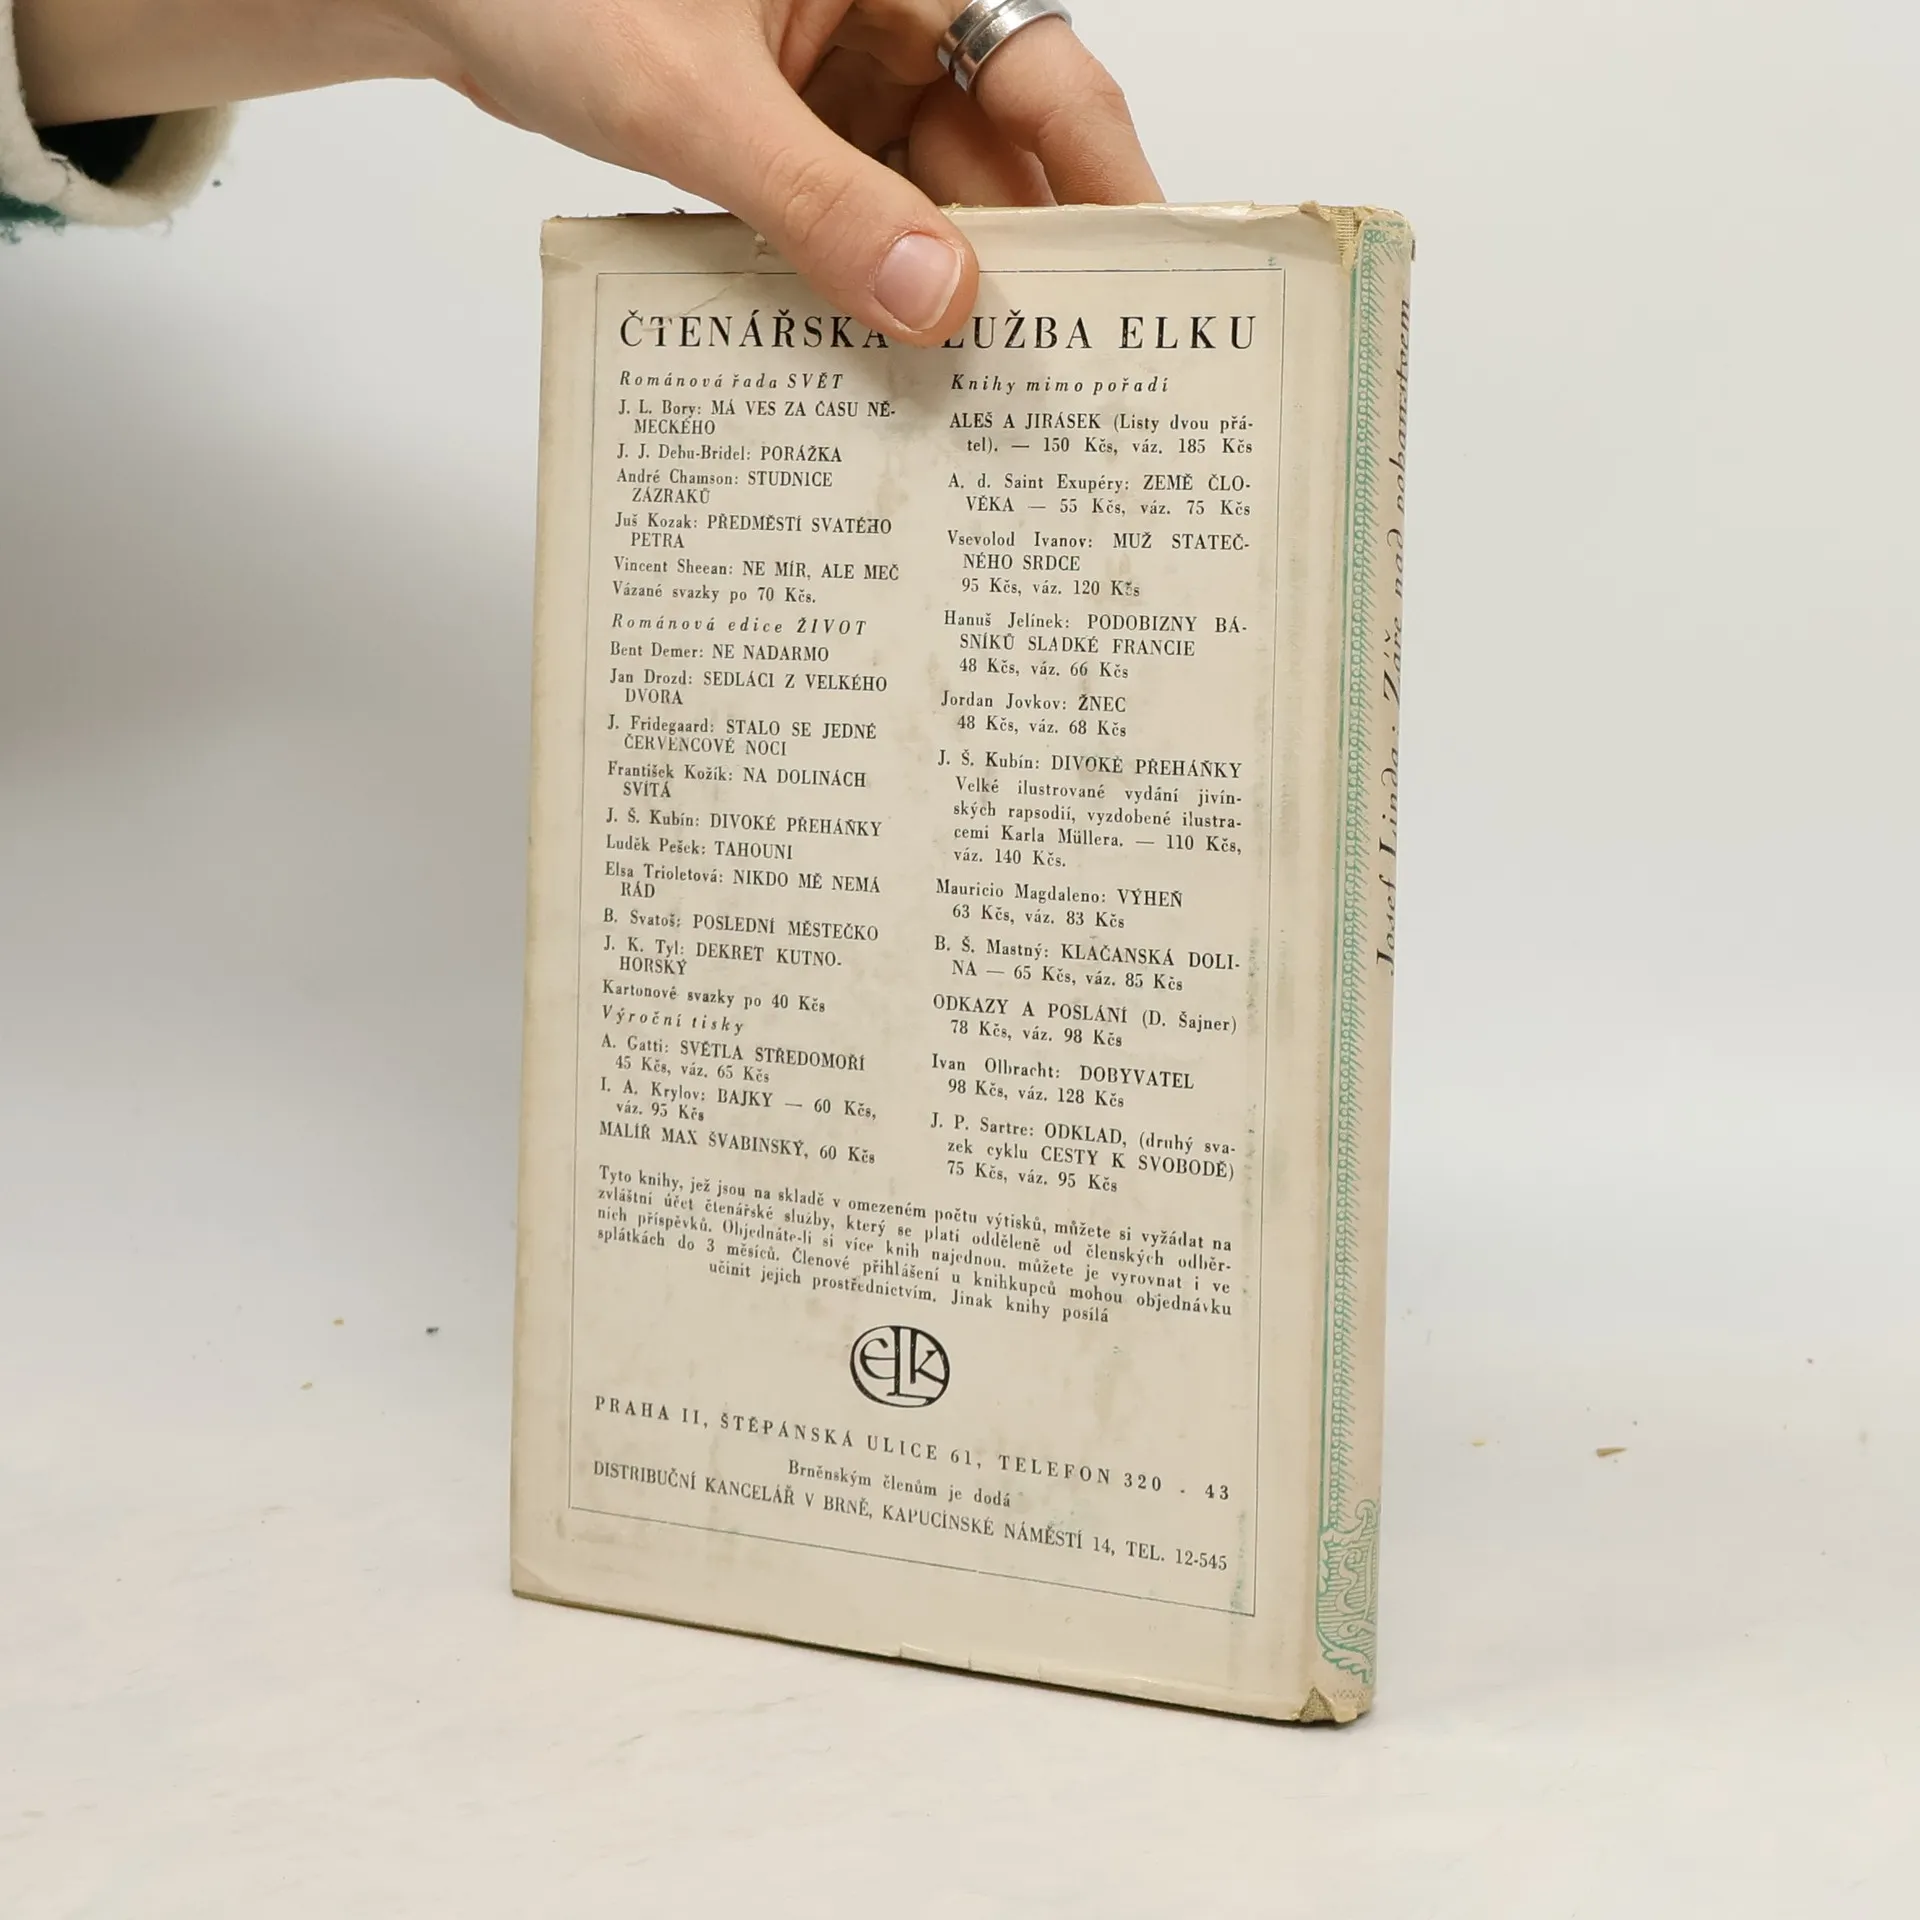 ČTENÁŘSKÁ LUŽBA ELKU
Románová řada SVĚT
J. L. Bory: MÁ VES ZA ČASU NĚ-
MECKÉHO
J. J. Debu-Bridel: PORÁŽKA
André Chamson: STUDNICE
ZÁZRAKŮ
Juš Kozak: PŘEDMĚSTÍ SVATÉHO
PETRA
Vincent Sheean: NE MÍR, ALE MEČ
Vázané svazky po 70 Kčs.
Románová edice ŽIVOT
Bent Demer: NE NADARMO
Jan Drozd: SEDLÁCI Z VELKÉHO
DVORA
J. Fridegaard: STALO SE JEDNÉ
ČERVENCOVÉ NOCI
František Kožík: NA DOLINÁCH
SVÍTÁ
J. Š. Kubín: DIVOKÉ PŘEHÁŇKY
Luděk Pešek: TAHOUNI
Elsa Trioletová: NIKDO MĚ NEMÁ
RÁD
B. Svatoš: POSLEDNÍ MĚSTEČKO
J. K. Tyl: DEKRET KUTNO-
HORSKÝ
Kartonové svazky po 40 Kčs
Výroční tisky
A. Gatti: SVĚTLA STŘEDOMOŘÍ
45 Kčs, váz. 65 Kčs
I. A. Krylov: BAJKY — 60 Kčs,
váz. 95 Kčs
MALÍŘ MAX ŠVABINSKÝ, 60 Kčs
Knihy mimo pořadí
ALEŠ A JIRÁSEK (Listy dvou přá-
tel). — 150 Kčs, váz. 185 Kčs
A. d. Saint Exupéry: ZEMĚ ČLO-
VĚKA — 55 Kčs, váz. 75 Kčs
Vsevolod Ivanov: MUŽ STATEČ-
NÉHO SRDCE
95 Kčs, váz. 120 Kčs
Hanuš Jelínek: PODOBIZNY BÁ-
SNÍKŮ SLADKÉ FRANCIE
48 Kčs, váz. 66 Kčs
Jordan Jovkov: ŽNEC
48 Kčs, váz. 68 Kčs
J. Š. Kubín: DIVOKÉ PŘEHÁŇKY
Velké ilustrované vydání jivín-
ských rapsodií, vyzdobené ilustra-
cemi Karla Müllera. — 110 Kčs,
váz. 140 Kčs.
Mauricio Magdaleno: VÝHEŇ
63 Kčs, váz. 83 Kčs
B. Š. Mastný: KLAČANSKÁ DOLI-
NA — 65 Kčs, váz. 85 Kčs
ODKAZY A POSLÁNÍ (D. Šajner)
78 Kčs, váz. 98 Kčs
Ivan Olbracht: DOBYVATEL
98 Kčs, váz. 128 Kčs
J. P. Sartre: ODKLAD, (druhý sva-
zek cyklu CESTY K SVOBODĚ)
75 Kčs, váz. 95 Kčs
Tyto knihy, jež jsou na skladě v omezeném počtu výtisků, můžete si vyžádat na
zvláštní účet čtenářské služby, který se platí odděleně od členských odběr-
ních příspěvků. Objednáte-li si více knih najednou. můžete je vyrovnat i ve
splátkách do 3 měsíců. Členové přihlášení u knihkupců mohou objednávku
učinit jejich prostřednictvím. Jinak knihy posílá
ELK
PRAHA II, ŠTĚPÁNSKÁ ULICE 61, TELEFON 320 - 43
Brněnským členům je dodá
DISTRIBUČNÍ KANCELÁŘ V BRNĚ, KAPUCÍNSKÉ NÁMĚSTÍ 14, TEL. 12-545
Josef Linda · Záře nad pohanstvem